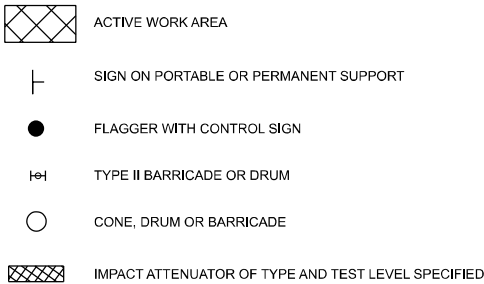 ACTIVE WORK AREA
SIGN ON PORTABLE OR PERMANENT SUPPORT
FLAGGER WITH CONTROL SIGN
TYPE II BARRICADE OR DRUM
CONE, DRUM OR BARRICADE
IMPACT ATTENUATOR OF TYPE AND TEST LEVEL SPECIFIED